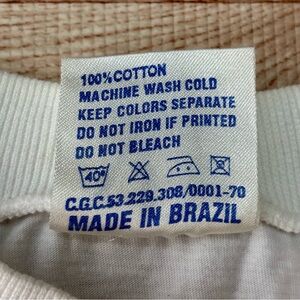 100% COTTON
MACHINE WASH COLD
KEEP COLORS SEPARATE
DO NOT IRON IF PRINTED
DO NOT BLEACH
40°
C.G.C.53.229.308/0001-70
MADE IN BRAZIL